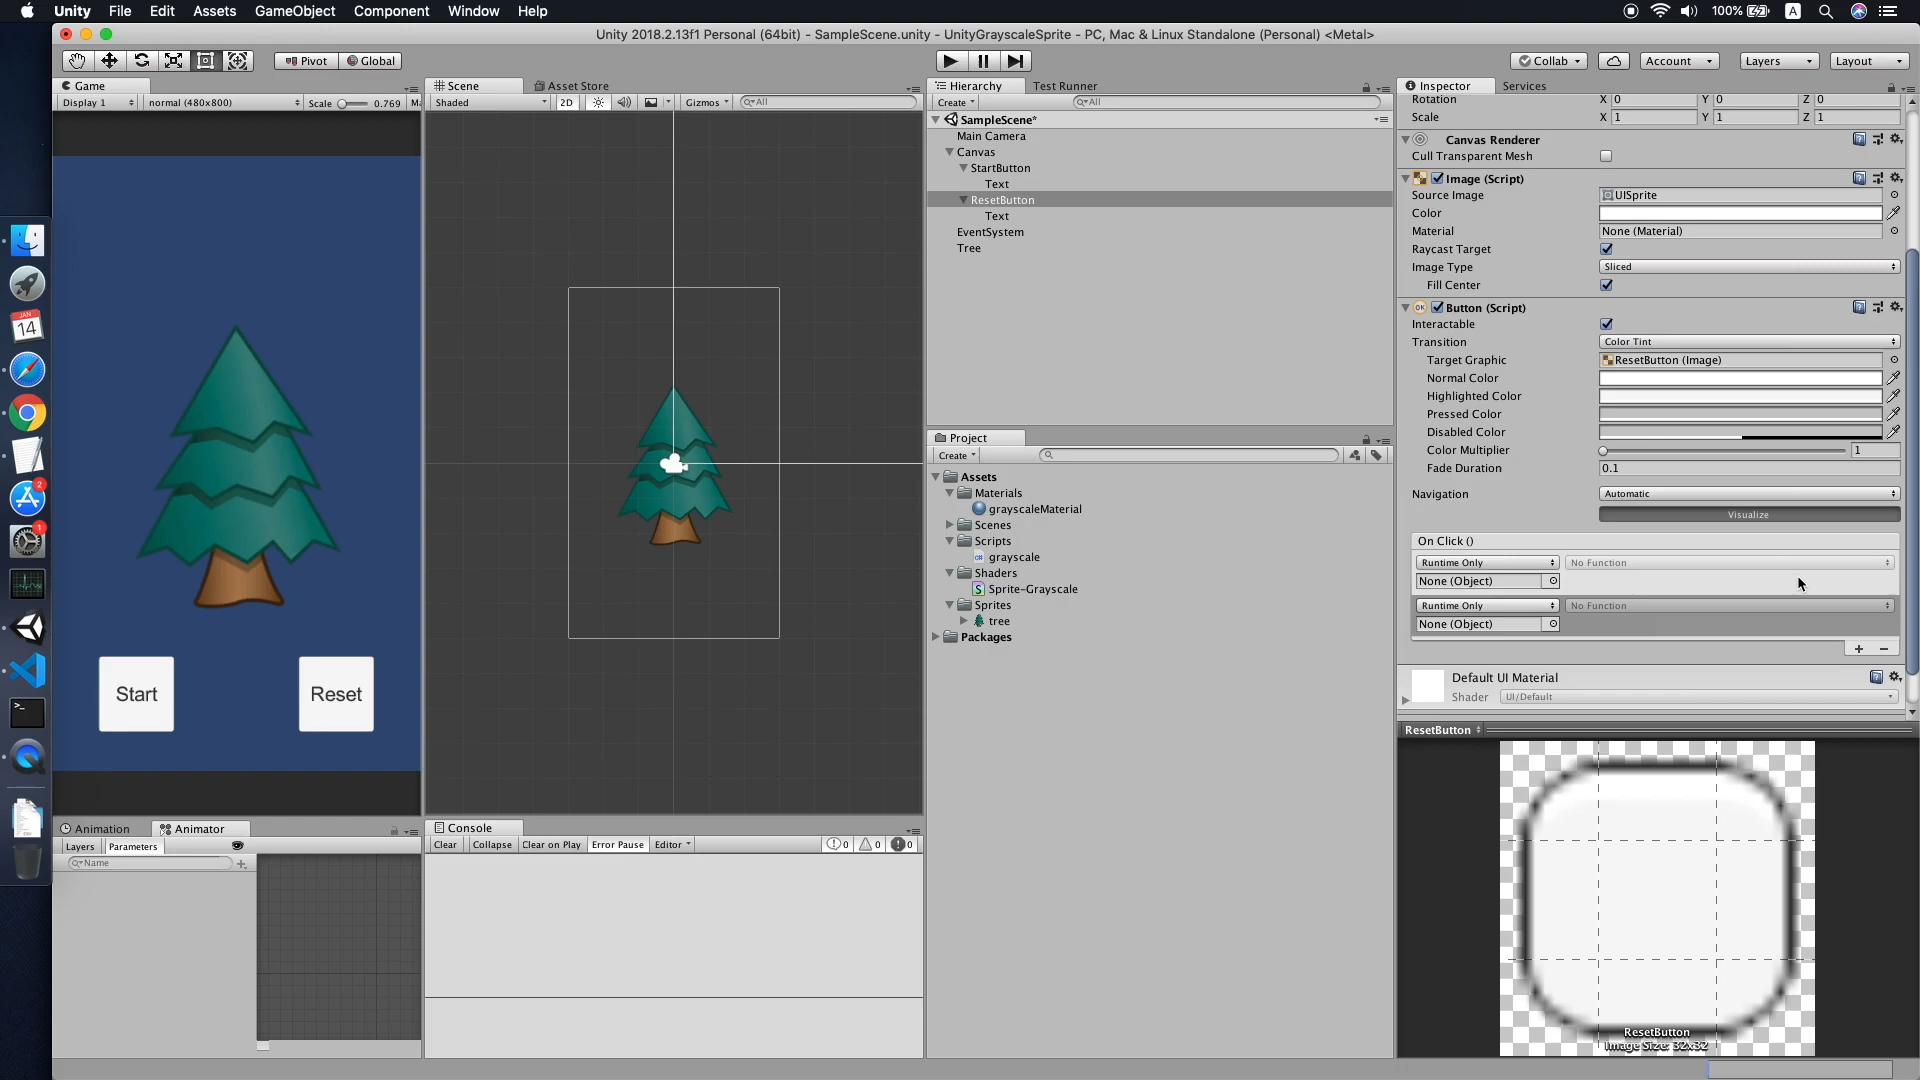 Unity File Edit Assets GameObject Component Window Help 100% A
Unity 2018.2.13f1 Personal (64bit) - SampleScene.unity - UnityGrayscaleSprite - PC, Mac & Linux Standalone (Personal) <Metal>
Pivot Global Collab Account Layers Layout
Game Scene Asset Store Hierarchy Test Runner Inspector Services
Display 1 normal (480x800) Scale 0.769 Ma Shaded 2D Gizmos All Create All
Rotation X 0 Y 0 Z 0
Scale X 1 Y 1 Z 1
SampleScene*
Main Camera
Canvas
StartButton
Text
ResetButton
Text
EventSystem
Tree
Canvas Renderer
Cull Transparent Mesh
Image (Script)
Source Image UISprite
Color
Material None (Material)
Raycast Target
Image Type Sliced
Fill Center
OK Button (Script)
Interactable
Transition Color Tint
Target Graphic ResetButton (Image)
Normal Color
Highlighted Color
Pressed Color
Disabled Color
Color Multiplier 1
Fade Duration 0.1
Navigation Automatic
Visualize
On Click ()
Runtime Only No Function
None (Object)
Runtime Only No Function
None (Object)
+ −
Default UI Material
Shader UI/Default
Project
Create
Assets
Materials
grayscaleMaterial
Scenes
Scripts
C# grayscale
Shaders
S Sprite-Grayscale
Sprites
tree
Packages
JAN
14
2
1
Start Reset
Animation Animator
Layers Parameters
Name
Console
Clear Collapse Clear on Play Error Pause Editor 0 0 0
ResetButton
ResetButton
Image Size: 32x32